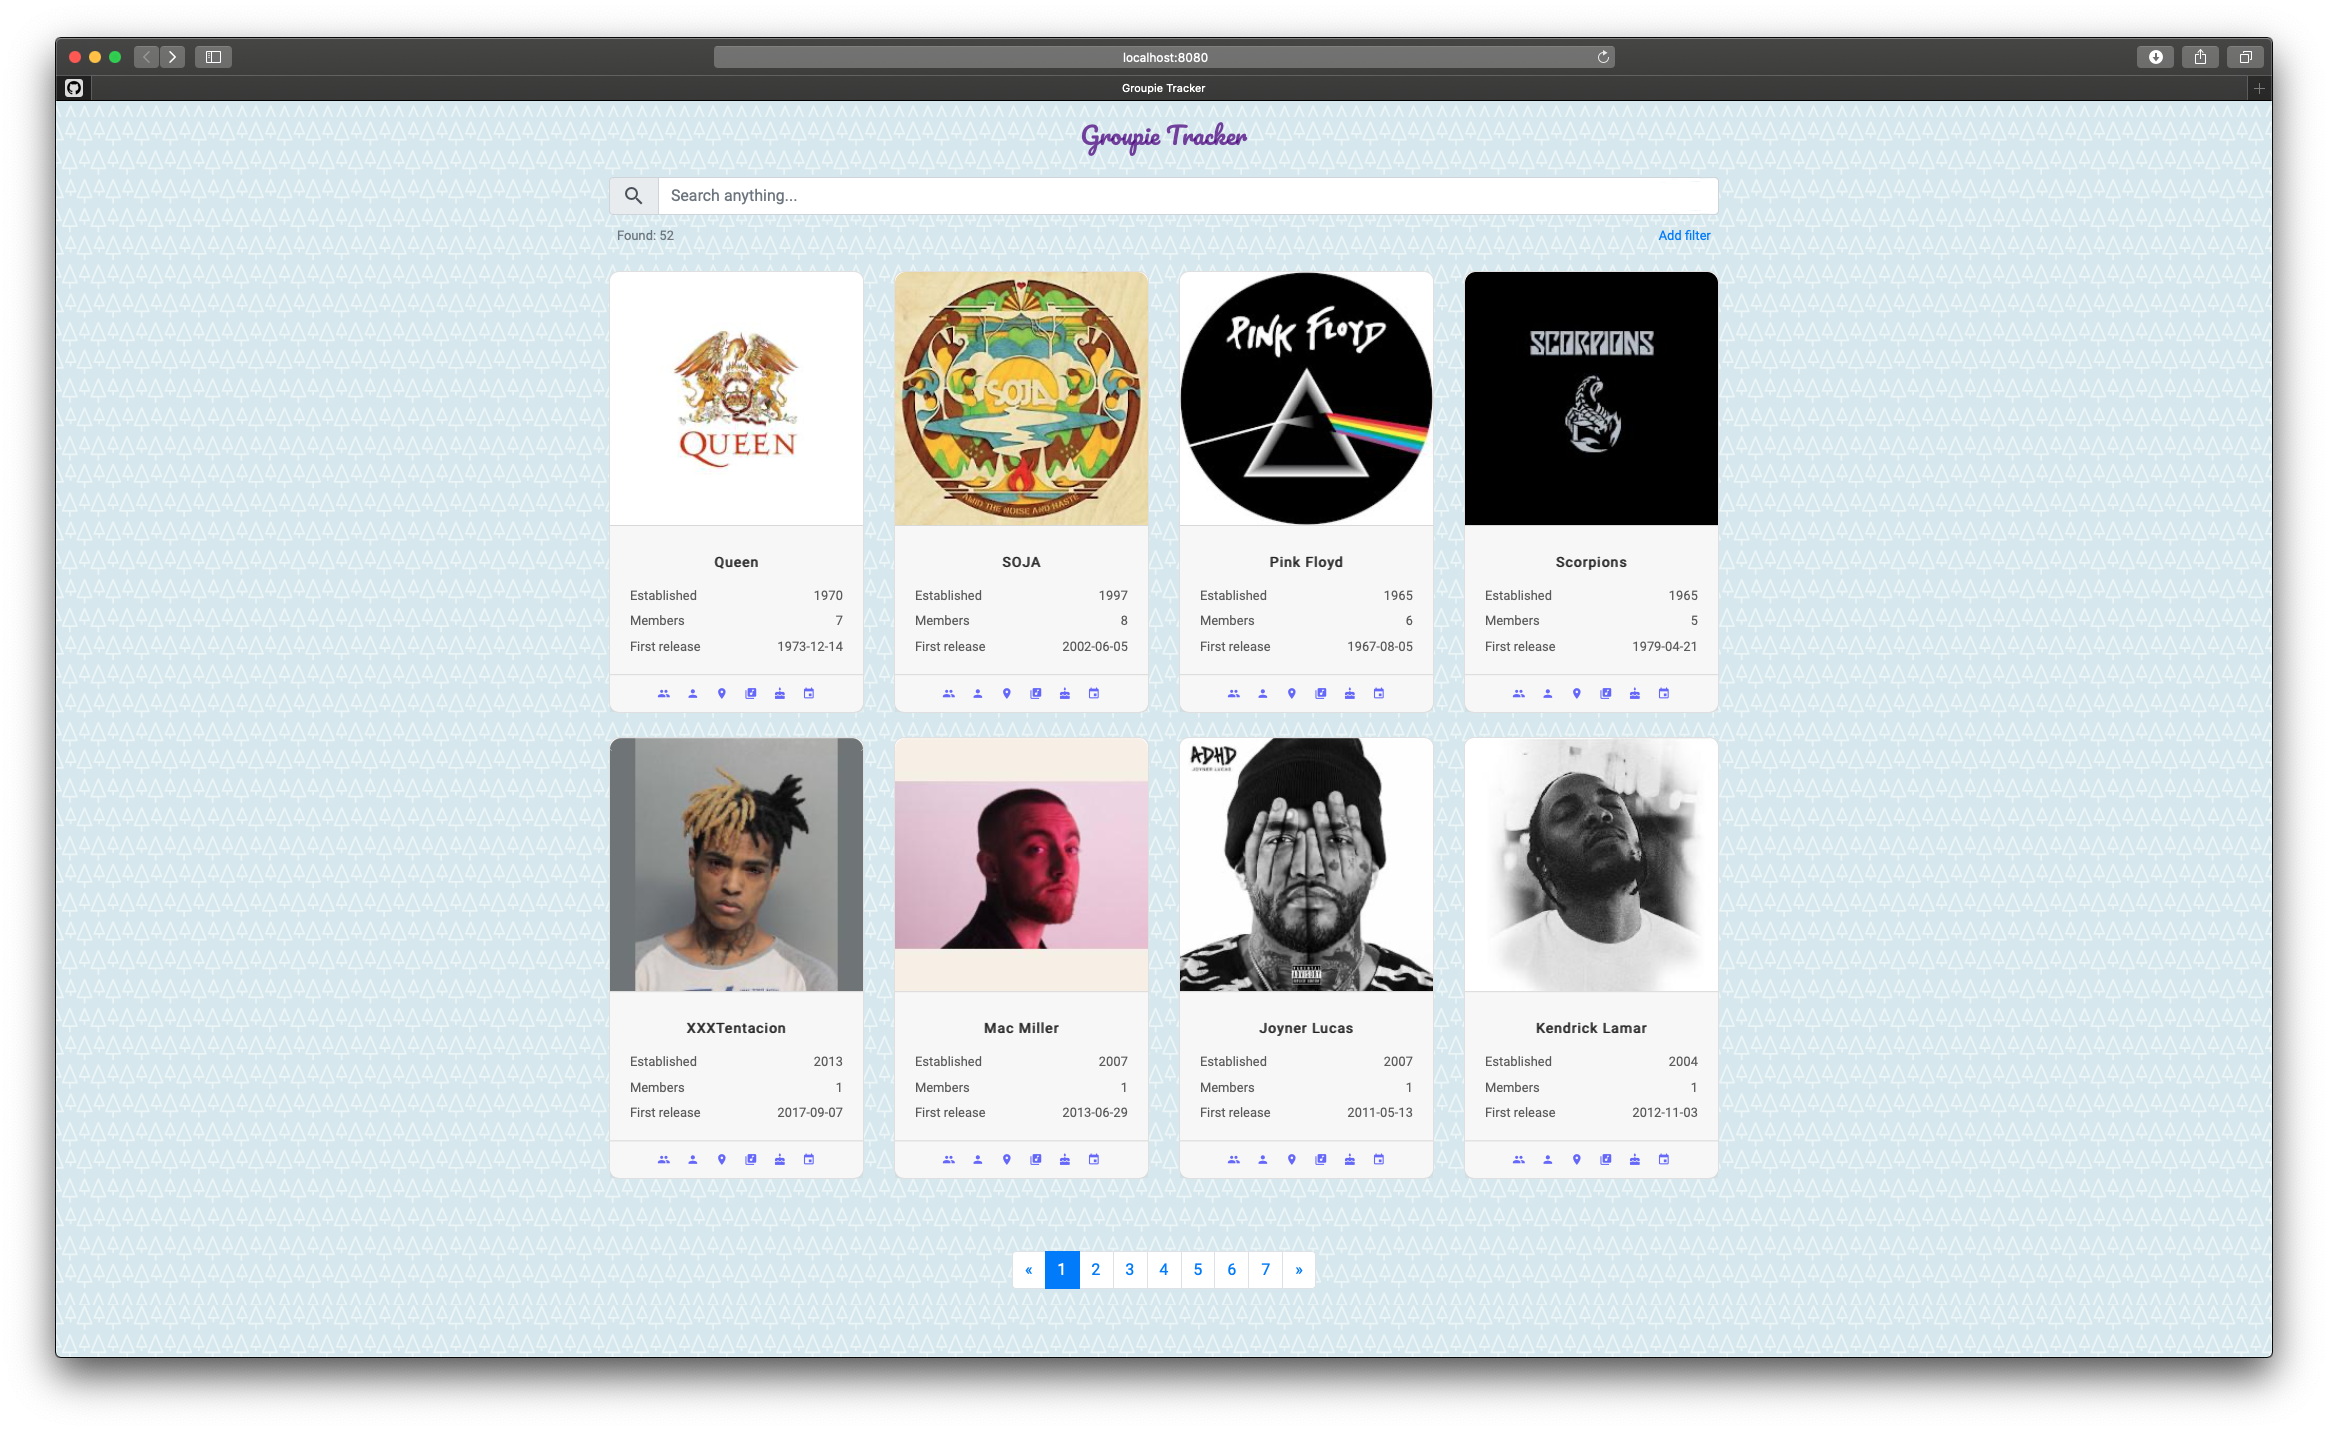 localhost:8080
Groupie Tracker
Groupie Tracker
Search anything...
Found: 52
Add filter
QUEEN
SOJA
AMID THE NOISE AND HASTE
PINK FLOYD
SCORPIONS
Queen
Established 1970
Members 7
First release 1973-12-14
SOJA
Established 1997
Members 8
First release 2002-06-05
Pink Floyd
Established 1965
Members 6
First release 1967-08-05
Scorpions
Established 1965
Members 5
First release 1979-04-21
ADHD
JOYNER LUCAS
ADVISORY
XXXTentacion
Established 2013
Members 1
First release 2017-09-07
Mac Miller
Established 2007
Members 1
First release 2013-06-29
Joyner Lucas
Established 2007
Members 1
First release 2011-05-13
Kendrick Lamar
Established 2004
Members 1
First release 2012-11-03
« 1 2 3 4 5 6 7 »